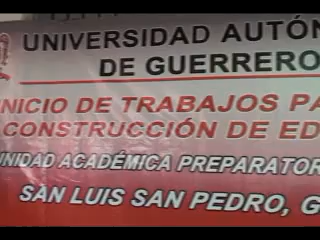 UNIVERSIDAD AUTÓN
DE GUERRERO
INICIO DE TRABAJOS PA
CONSTRUCCIÓN DE ED
UNIDAD ACADÉMICA PREPARATOR
SAN LUIS SAN PEDRO, G